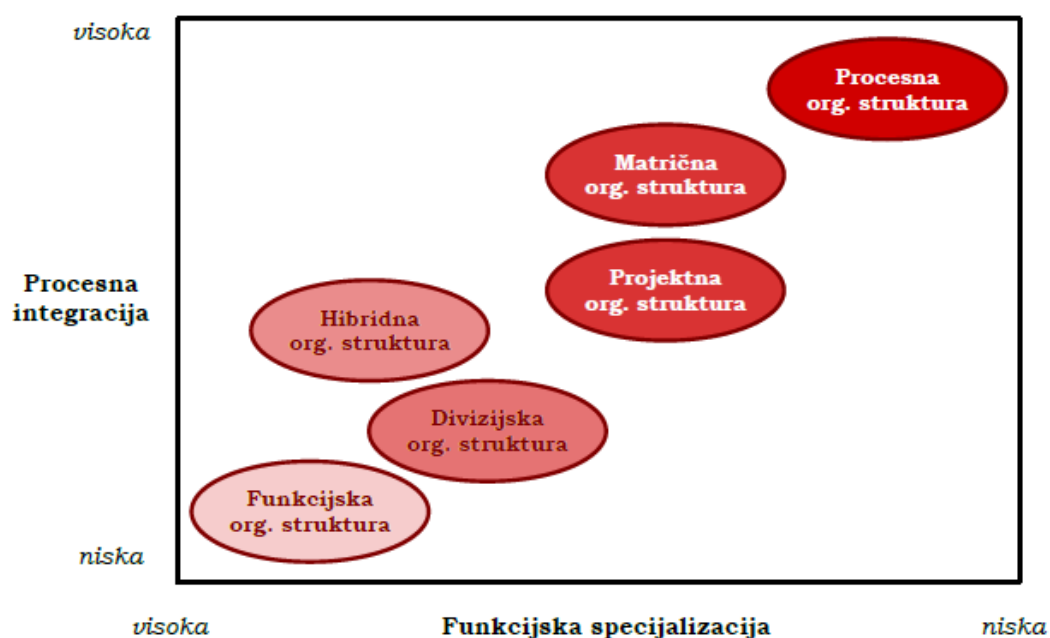 visoka
Procesna
org. struktura
Matrična
org. struktura
Procesna
integracija
Projektna
org. struktura
Hibridna
org. struktura
Divizijska
org. struktura
Funkcijska
org. struktura
niska
visoka
Funkcijska specijalizacija
niska